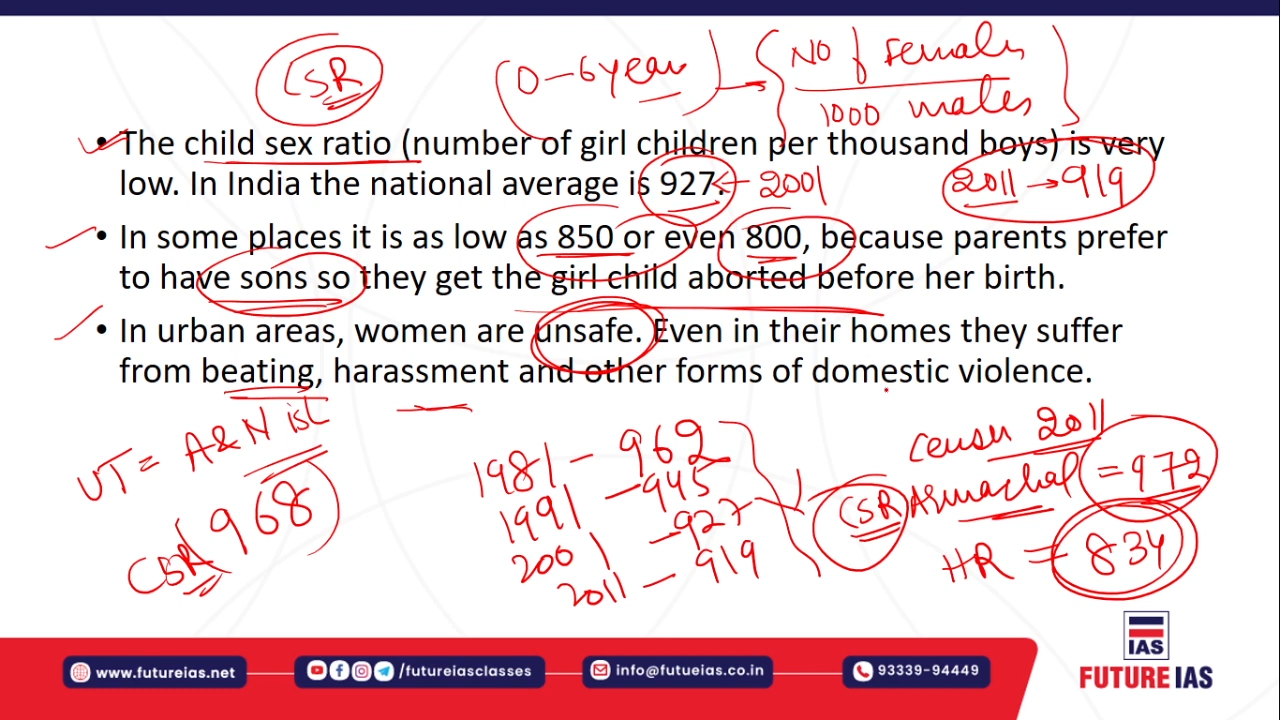 CSR
(0-6 year) → { No of females
1000 males }
• The child sex ratio (number of girl children per thousand boys) is very
low. In India the national average is 927. ← 2001
2011 → 919
• In some places it is as low as 850 or even 800, because parents prefer
to have sons so they get the girl child aborted before her birth.
• In urban areas, women are unsafe. Even in their homes they suffer
from beating, harassment and other forms of domestic violence.
UT = A&N isl
CSR 968
1981 - 962
1991 - 945
2001 - 927
2011 - 919
CSR
Census 2011
Arunachal = 972
HR = 834
IAS
FUTURE IAS
www.futureias.net
/futureiasclasses
info@futueias.co.in
93339-94449